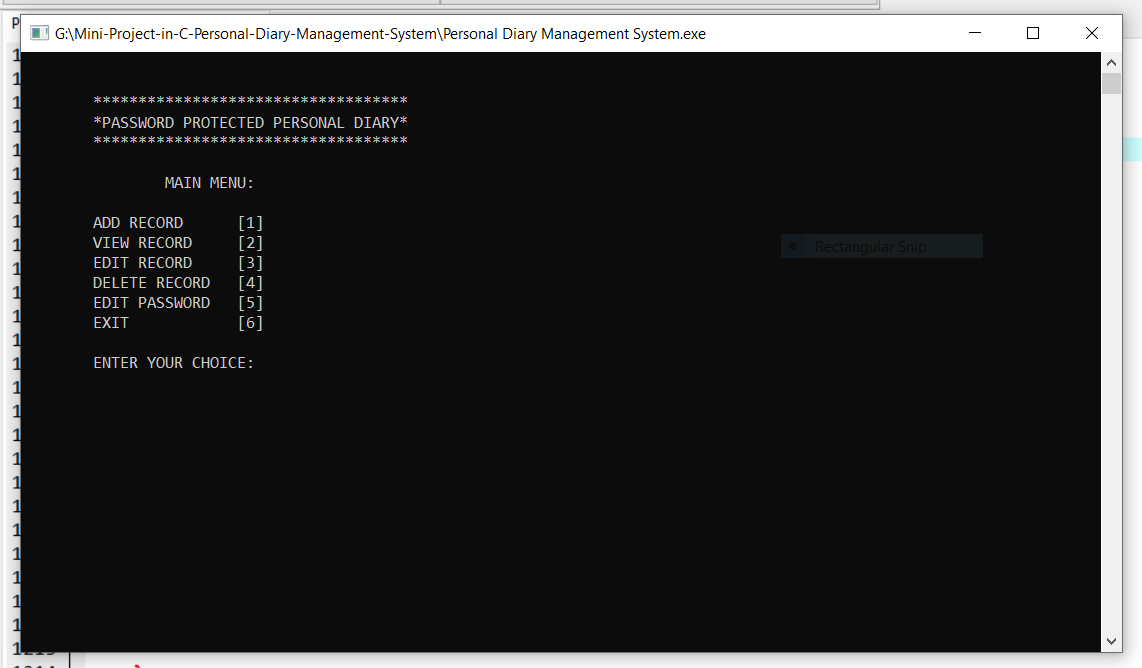 G:\Mini-Project-in-C-Personal-Diary-Management-System\Personal Diary Management System.exe
***********************************
*PASSWORD PROTECTED PERSONAL DIARY*
***********************************
MAIN MENU:
ADD RECORD [1]
VIEW RECORD [2]
Rectangular Snip
EDIT RECORD [3]
DELETE RECORD [4]
EDIT PASSWORD [5]
EXIT [6]
ENTER YOUR CHOICE: